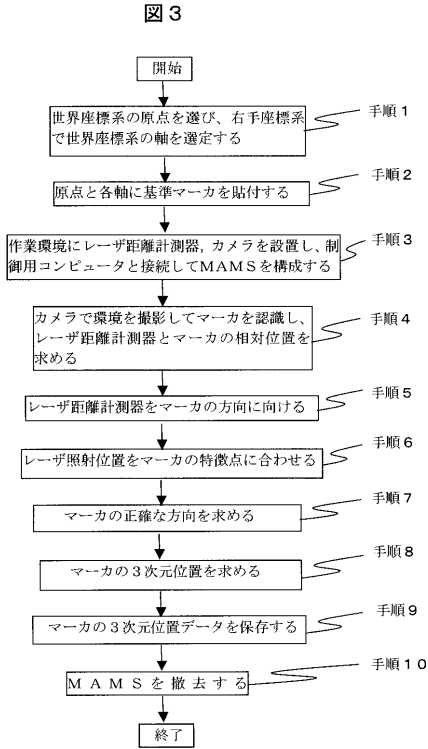 図３
開始
世界座標系の原点を選び、右手座標系
で世界座標系の軸を選定する
手順１
原点と各軸に基準マーカを貼付する
手順２
作業環境にレーザ距離計測器，カメラを設置し、制
御用コンピュータと接続してＭＡＭＳを構成する
手順３
カメラで環境を撮影してマーカを認識し、
レーザ距離計測器とマーカの相対位置を
求める
手順４
レーザ距離計測器をマーカの方向に向ける
手順５
レーザ照射位置をマーカの特徴点に合わせる
手順６
マーカの正確な方向を求める
手順７
マーカの３次元位置を求める
手順８
マーカの３次元位置データを保存する
手順９
ＭＡＭＳを撤去する
手順１０
終了